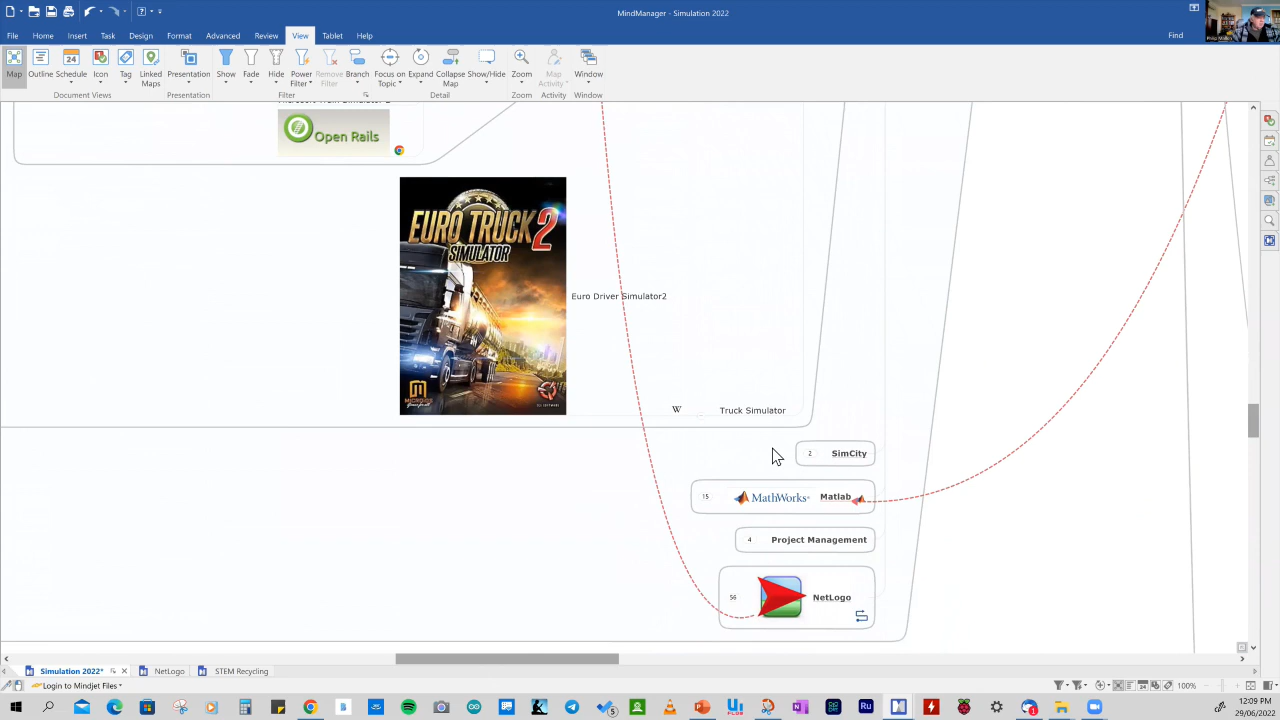 MindManager - Simulation 2022
File Home Insert Task Design Format Advanced Review View Tablet Help Find
Map Outline Schedule Icon Tag Linked Maps Presentation Show Fade Hide Power Filter Remove Filter Branch Focus on Topic Expand Collapse Map Show/Hide Zoom Map Activity Window
Document Views Presentation Filter Detail Zoom Activity Window
Open Rails
EURO TRUCK 2
SIMULATOR
Euro Driver Simulator2
W Truck Simulator
2 SimCity
15 MathWorks Matlab
4 Project Management
56 NetLogo
Simulation 2022* NetLogo STEM Recycling
Login to Mindjet Files 100%
12:09 PM
29/06/2022